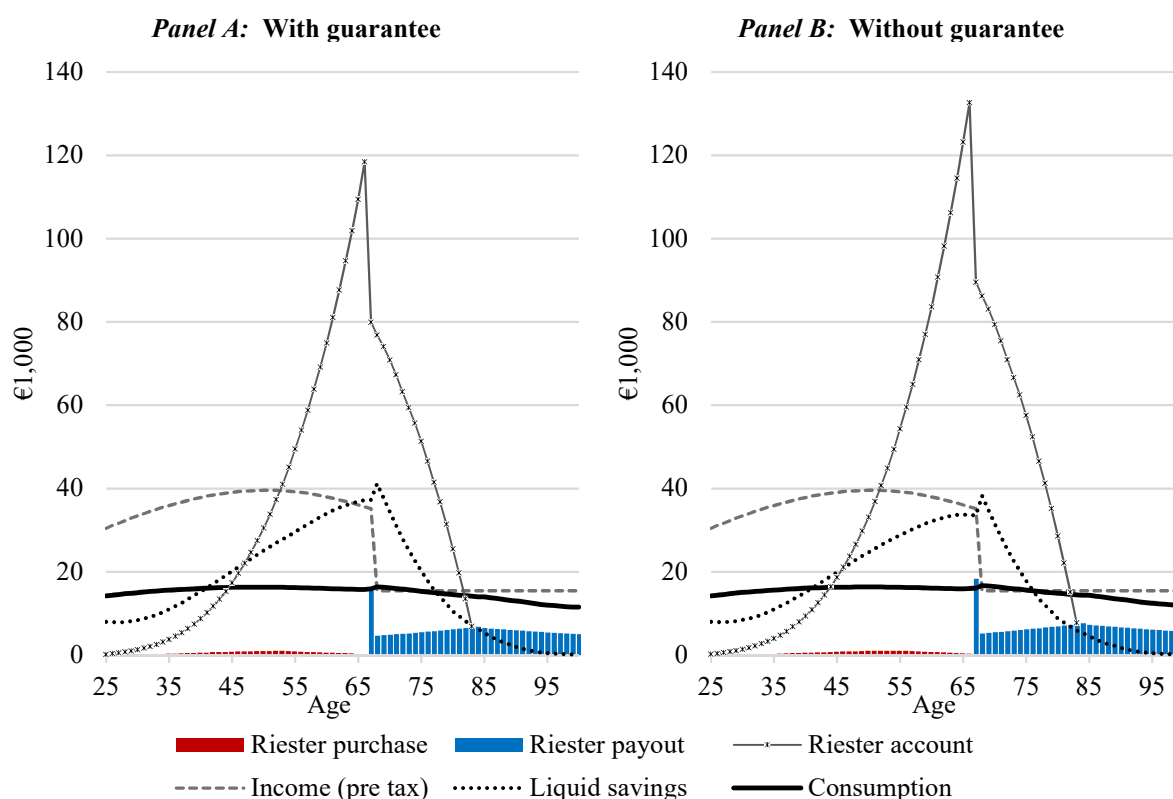 Panel A: With guarantee
140
120
100
80
60
40
20
0
€1,000
25 35 45 55 65 75 85 95
Age
Panel B: Without guarantee
140
120
100
80
60
40
20
0
€1,000
25 35 45 55 65 75 85 95
Age
Riester purchase Riester payout Riester account
Income (pre tax) Liquid savings Consumption